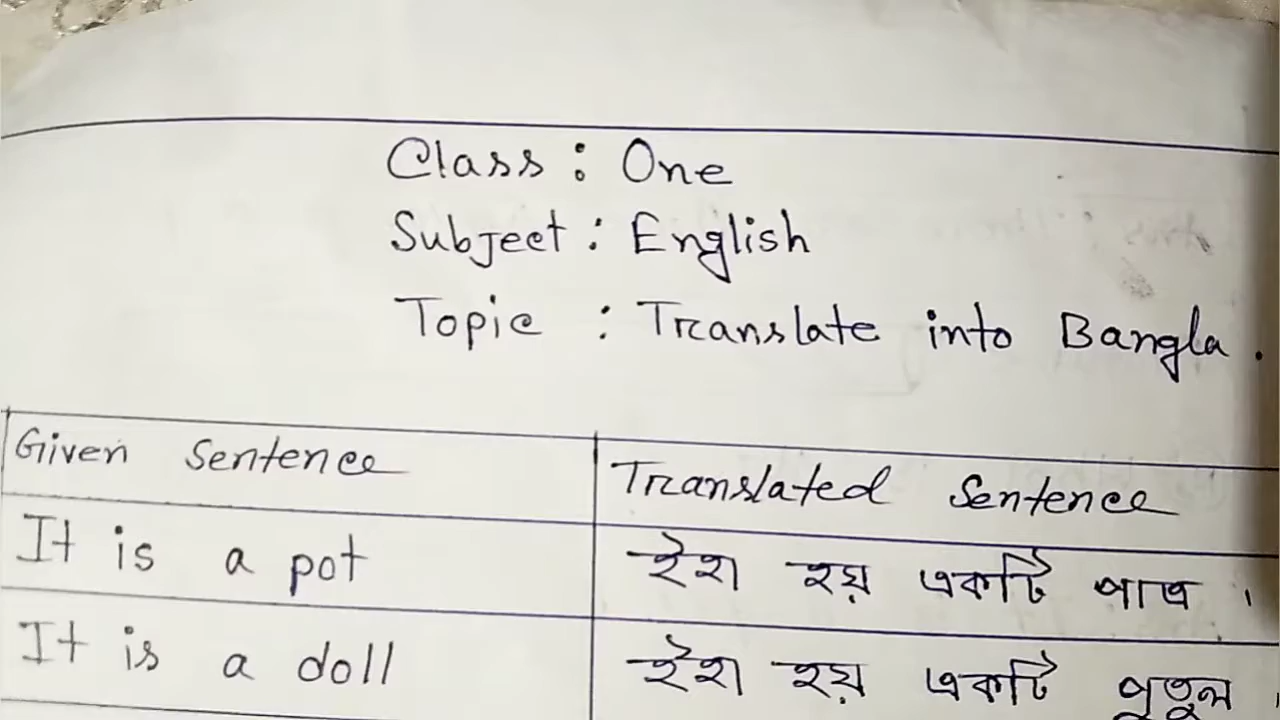 Class : One
Subject : English
Topic : Translate into Bangla.
Given Sentence
Translated Sentence
It is a pot
ইহা হয় একটি পাত্র ।
It is a doll
ইহা হয় একটি পুতুল ।